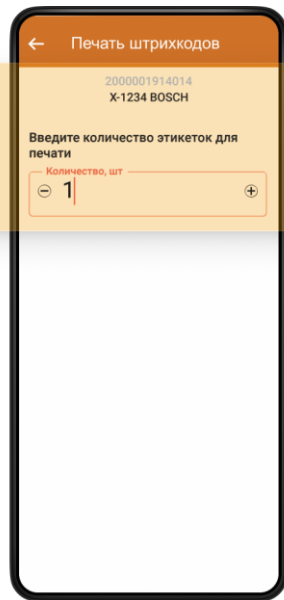 Печать штрихкодов
2000001914014
X-1234 BOSCH
Введите количество этикеток для
печати
Количество, шт
1